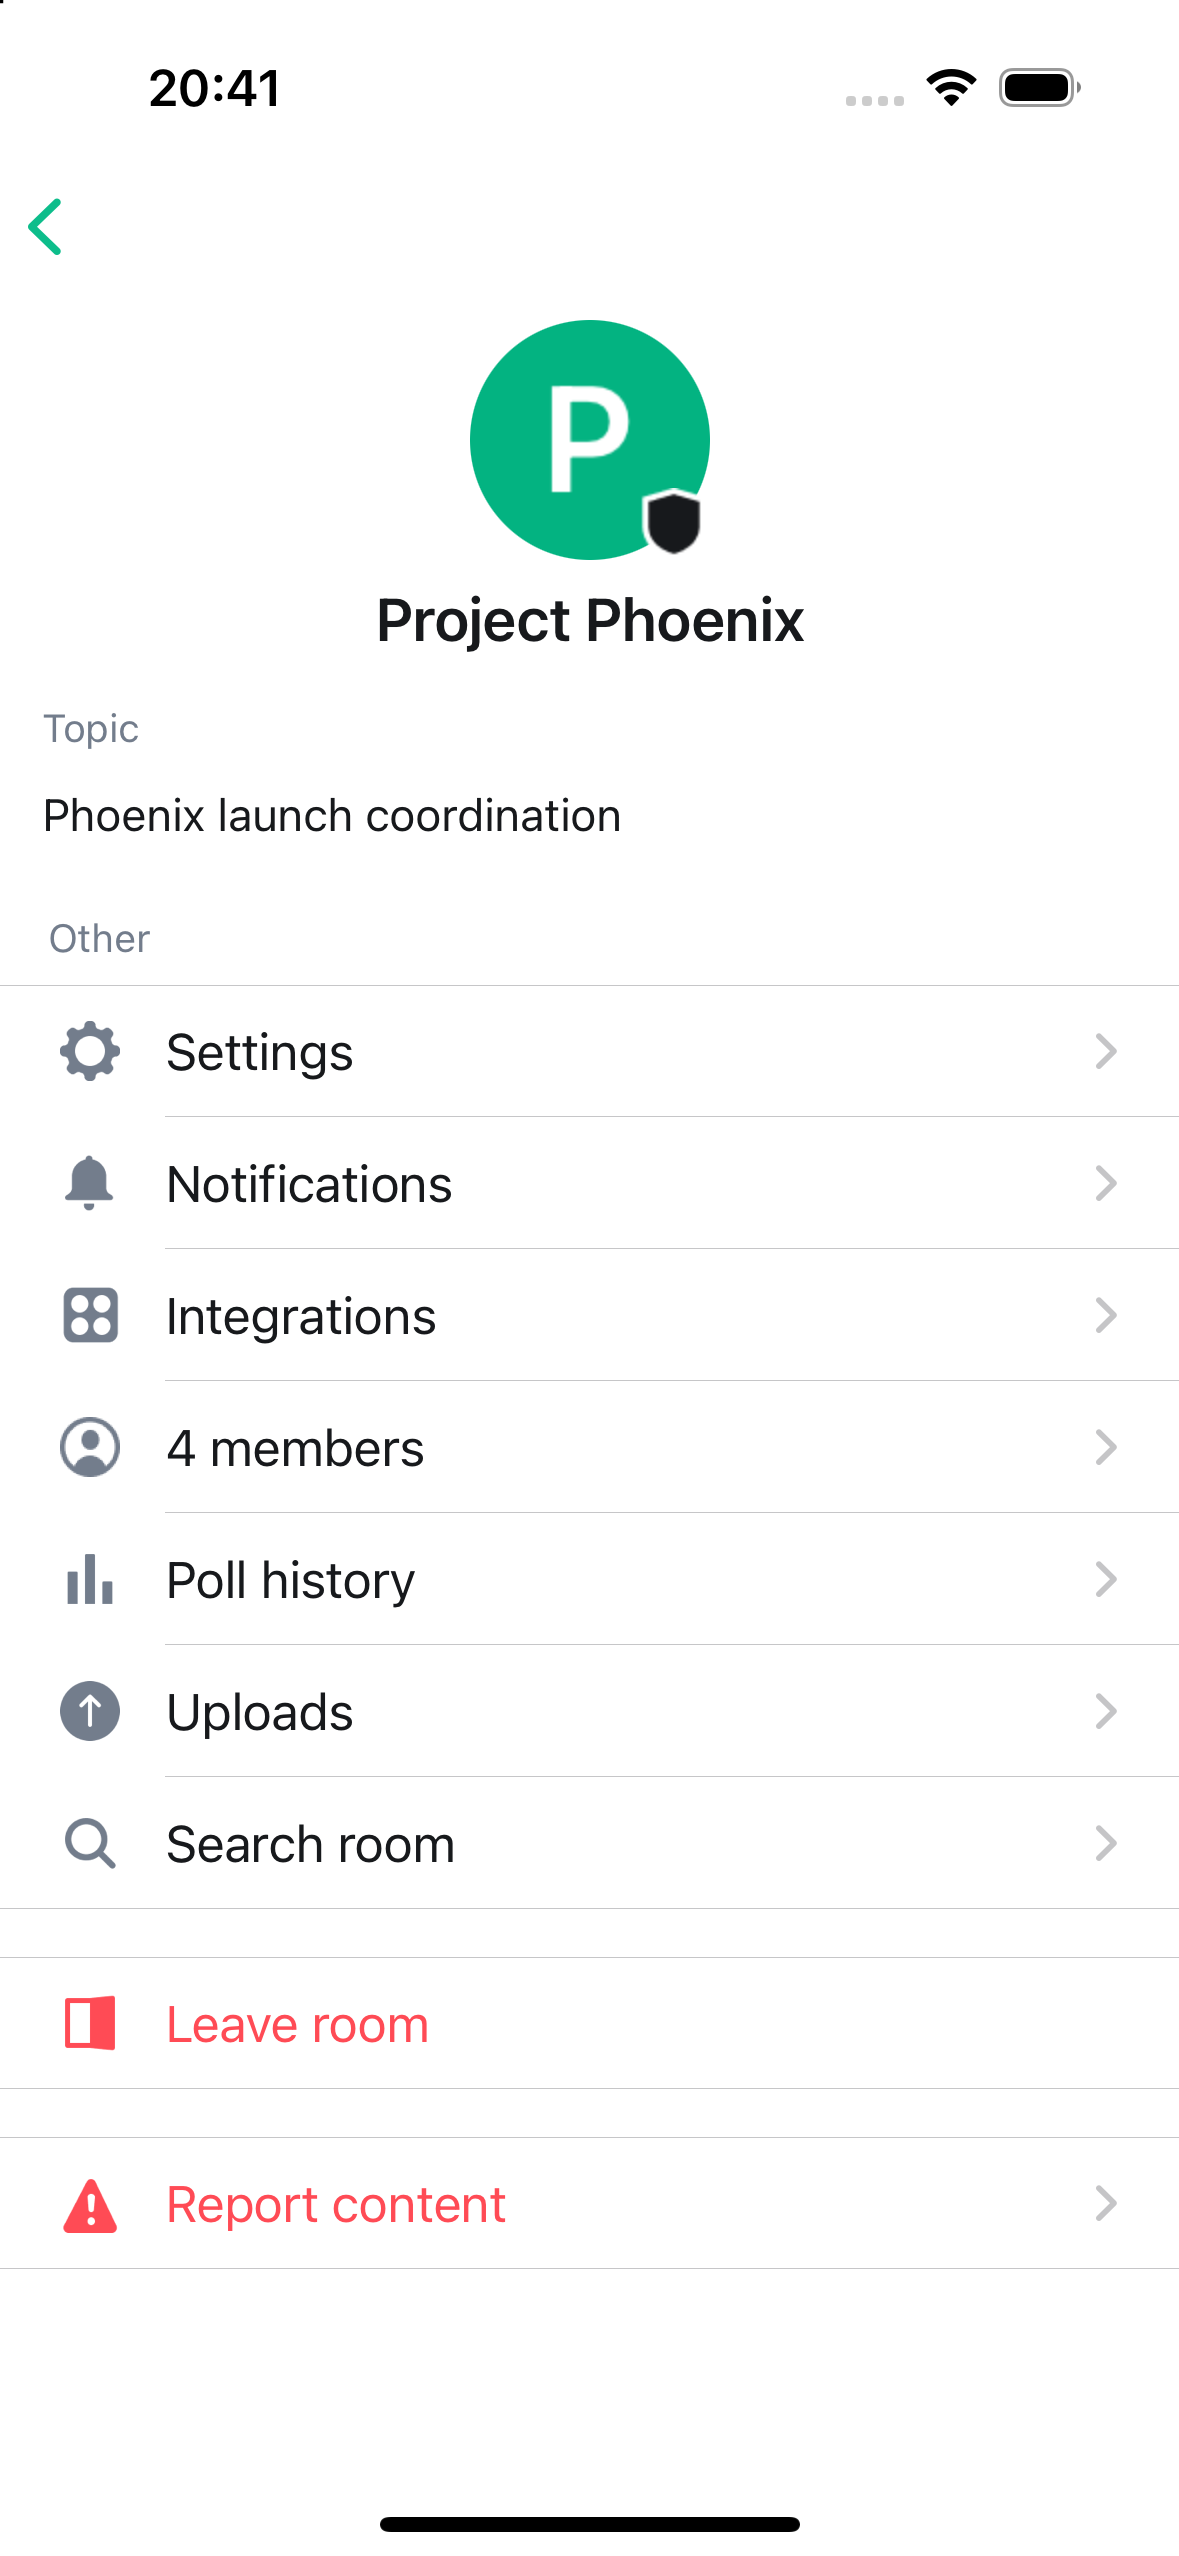 20:41
P
Project Phoenix
Topic
Phoenix launch coordination
Other
Settings
Notifications
Integrations
4 members
Poll history
Uploads
Search room
Leave room
Report content